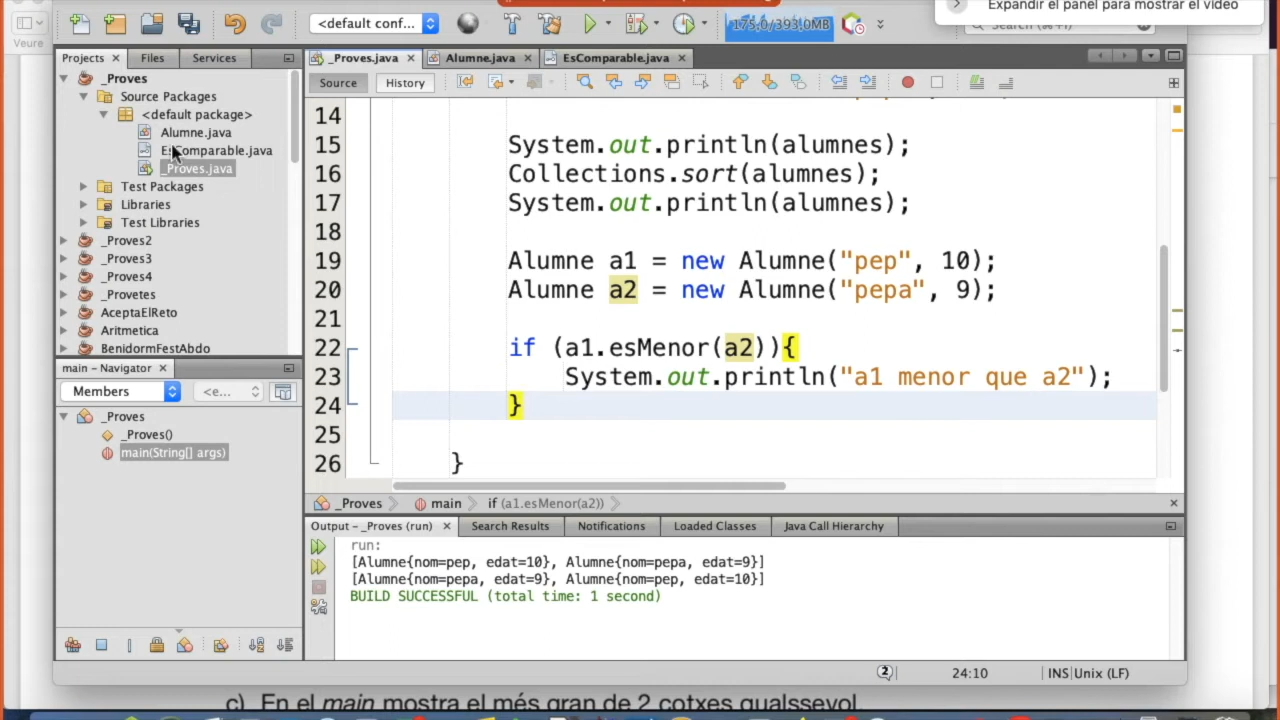 Expandir el panel para mostrar el vídeo
Veure
<default conf...
175,0/393,0MB
Search (⌘+I)
Projects
Files
Services
_Proves.java
Alumne.java
EsComparable.java
Source
History
_Proves
Source Packages
<default package>
Alumne.java
EsComparable.java
_Proves.java
Test Packages
Libraries
Test Libraries
_Proves2
_Proves3
_Proves4
_Provetes
AceptaElReto
Aritmetica
BenidormFestAbdo
14
15 System.out.println(alumnes);
16 Collections.sort(alumnes);
17 System.out.println(alumnes);
18
19 Alumne a1 = new Alumne("pep", 10);
20 Alumne a2 = new Alumne("pepa", 9);
21
22 if (a1.esMenor(a2)){
23 System.out.println("a1 menor que a2");
24 }
25
26 }
main - Navigator
Members
<e...
_Proves
_Proves()
main(String[] args)
_Proves
main
if (a1.esMenor(a2))
Output - _Proves (run)
Search Results
Notifications
Loaded Classes
Java Call Hierarchy
run:
[Alumne{nom=pep, edat=10}, Alumne{nom=pepa, edat=9}]
[Alumne{nom=pepa, edat=9}, Alumne{nom=pep, edat=10}]
BUILD SUCCESSFUL (total time: 1 second)
2
24:10
INS
Unix (LF)
c) En el main mostra el més gran de 2 cotxes qualssevol.